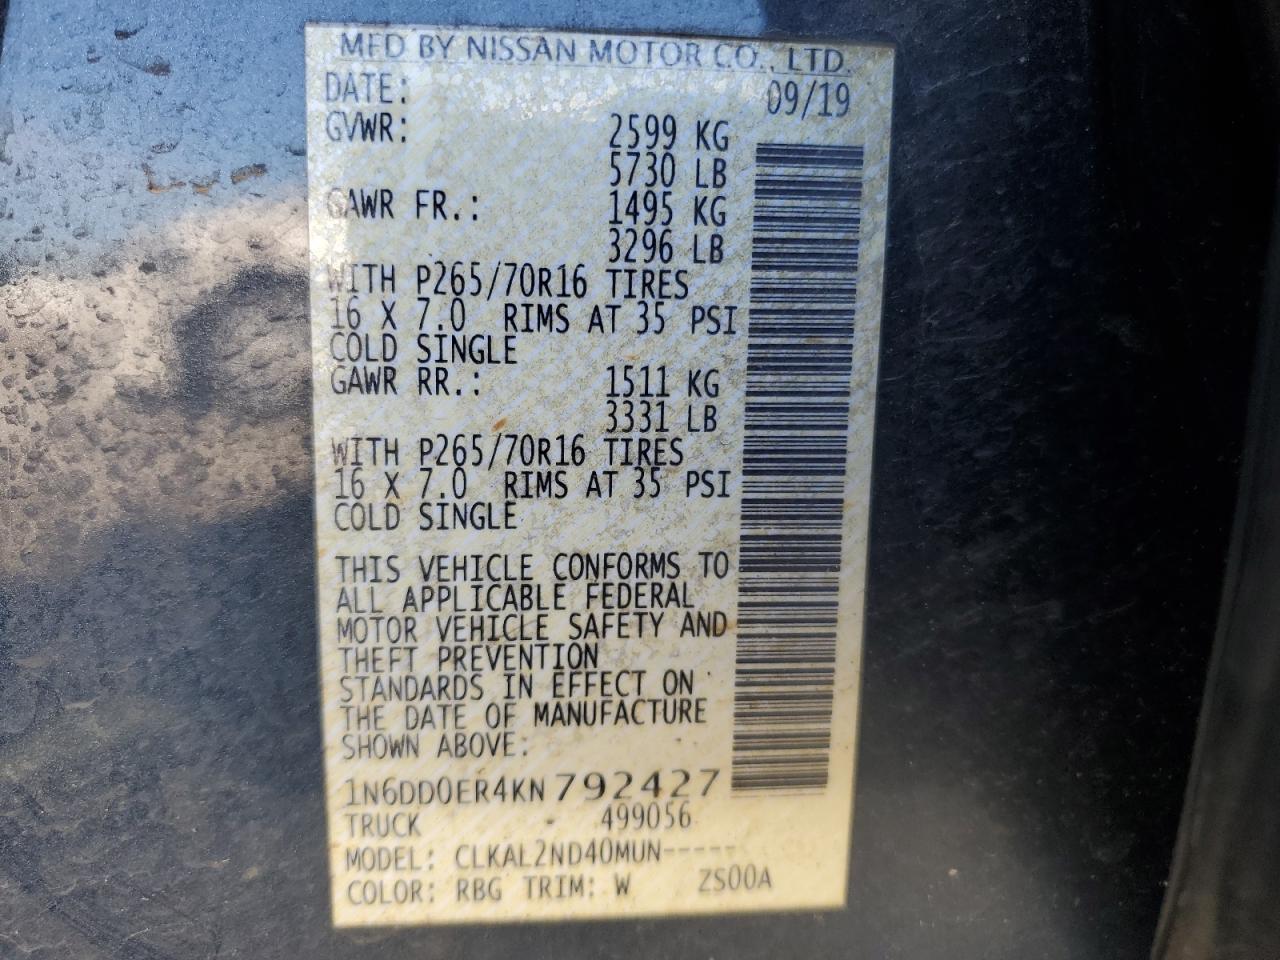 MFD BY NISSAN MOTOR CO., LTD.
DATE: 09/19
GVWR: 2599 KG
5730 LB
GAWR FR.: 1495 KG
3296 LB
WITH P265/70R16 TIRES
16 X 7.0 RIMS AT 35 PSI
COLD SINGLE
GAWR RR.: 1511 KG
3331 LB
WITH P265/70R16 TIRES
16 X 7.0 RIMS AT 35 PSI
COLD SINGLE
THIS VEHICLE CONFORMS TO
ALL APPLICABLE FEDERAL
MOTOR VEHICLE SAFETY AND
THEFT PREVENTION
STANDARDS IN EFFECT ON
THE DATE OF MANUFACTURE
SHOWN ABOVE:
1N6DD0ER4KN792427
TRUCK 499056
MODEL: CLKAL2ND40MUN-----
COLOR: RBG TRIM: W ZS00A